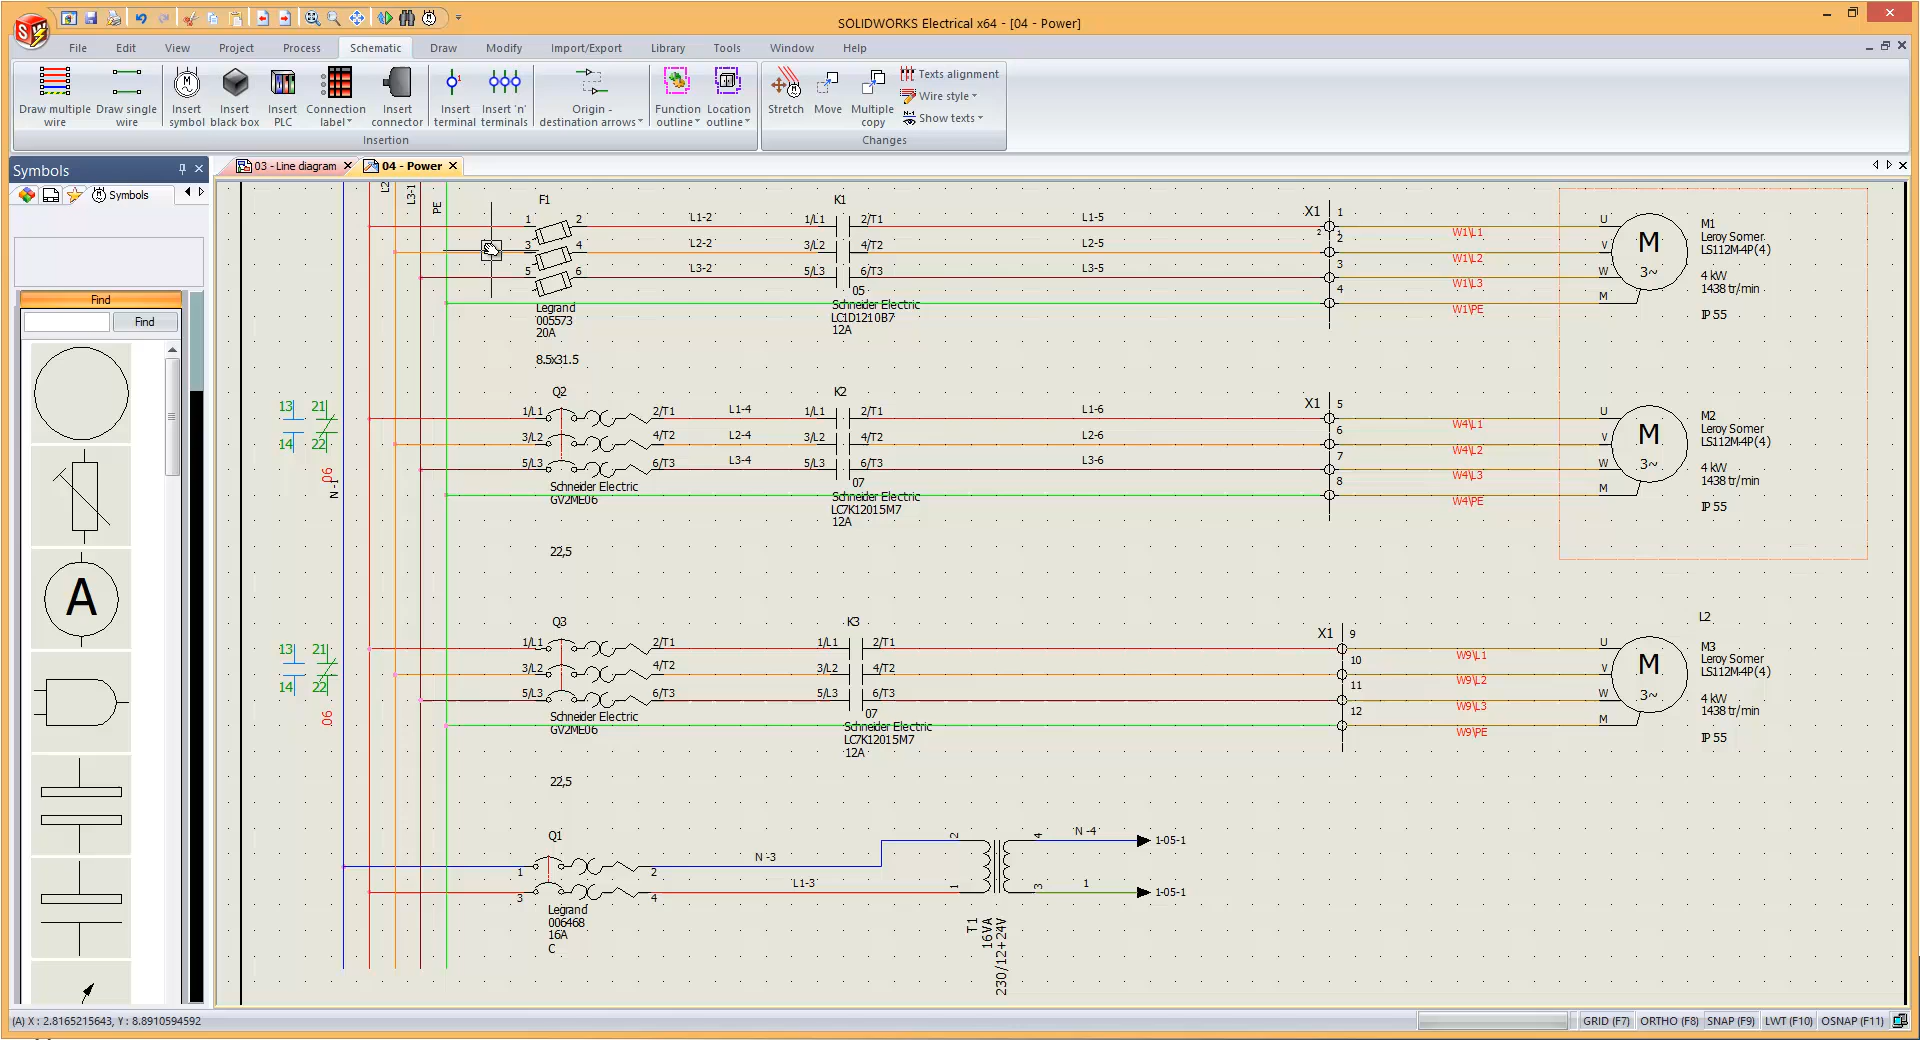 SOLIDWORKS Electrical x64 - [04 - Power]
File Edit View Project Process Schematic Draw Modify Import/Export Library Tools Window Help
Draw multiple wire
Draw single wire
Insert symbol
Insert black box
Insert PLC
Connection label
Insert connector
Insert terminal
Insert 'n' terminals
Origin - destination arrows
Function outline
Location outline
Stretch
Move
Multiple copy
Texts alignment
Wire style
Show texts
Insertion
Changes
Symbols
03 - Line diagram
04 - Power
Symbols
Find
Find
A
L2
L3-1
PE
N -1
F1
1 2
3 4
5 6
Legrand
005573
20A
8.5x31.5
L1-2
L2-2
L3-2
K1
1/L1 2/T1
3/L2 4/T2
5/L3 6/T3
05
Schneider Electric
LC1D1210B7
12A
L1-5
L2-5
L3-5
X1
1
2
2
3
4
W1\L1
W1\L2
W1\L3
W1\PE
U
V
W
M
M
3~
M1
Leroy Somer
LS112M-4P(4)
4 kW
1438 tr/min
IP 55
13 21
14 22
06
Q2
1/L1 2/T1
3/L2 4/T2
5/L3 6/T3
Schneider Electric
GV2ME06
22,5
L1-4
L2-4
L3-4
K2
1/L1 2/T1
3/L2 4/T2
5/L3 6/T3
07
Schneider Electric
LC7K12015M7
12A
L1-6
L2-6
L3-6
X1
5
6
7
8
W4\L1
W4\L2
W4\L3
W4\PE
U
V
W
M
M
3~
M2
Leroy Somer
LS112M-4P(4)
4 kW
1438 tr/min
IP 55
13 21
14 22
06
Q3
1/L1 2/T1
3/L2 4/T2
5/L3 6/T3
Schneider Electric
GV2ME06
22,5
K3
1/L1 2/T1
3/L2 4/T2
5/L3 6/T3
07
Schneider Electric
LC7K12015M7
12A
X1
9
10
11
12
W9\L1
W9\L2
W9\L3
W9\PE
U
V
W
M
M
3~
L2
M3
Leroy Somer
LS112M-4P(4)
4 kW
1438 tr/min
IP 55
Q1
1 2
3 4
Legrand
006468
16A
C
N -3
L1-3
2 4
1 3
T1
16VA
230/12+24V
N -4
1
1-05-1
1-05-1
(A) X : 2.8165215643, Y : 8.8910594592
GRID (F7) ORTHO (F8) SNAP (F9) LWT (F10) OSNAP (F11)